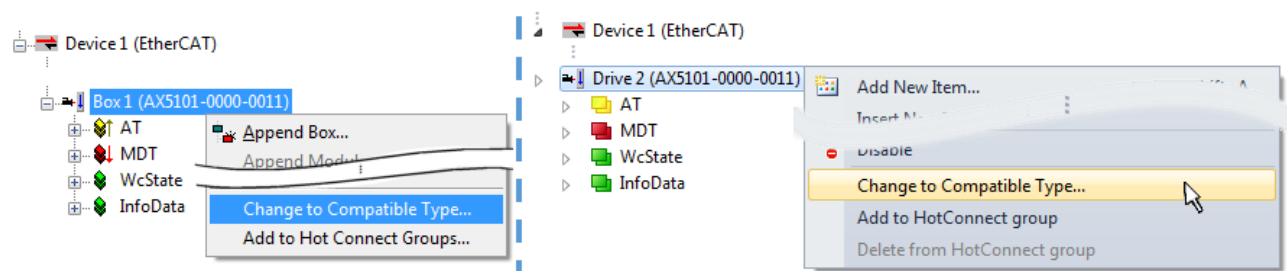 Device 1 (EtherCAT)
Box 1 (AX5101-0000-0011)
AT
MDT
WcState
InfoData
Append Box...
Append Modul
Change to Compatible Type...
Add to Hot Connect Groups...
Device 1 (EtherCAT)
Drive 2 (AX5101-0000-0011)
AT
MDT
WcState
InfoData
Add New Item...
Insert
Disable
Change to Compatible Type...
Add to HotConnect group
Delete from HotConnect group